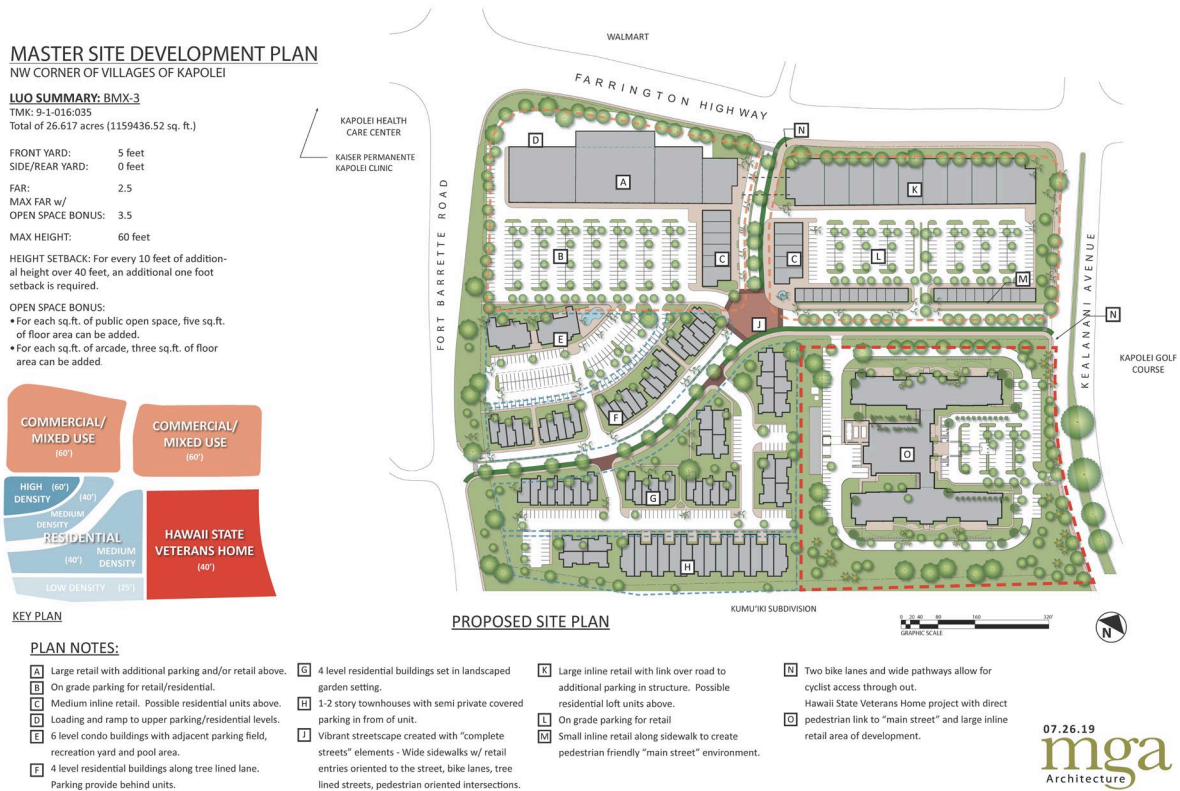 MASTER SITE DEVELOPMENT PLAN
NW CORNER OF VILLAGES OF KAPOLEI
LUO SUMMARY: BMX-3
TMK: 9-1-016:035
Total of 26.617 acres (1159436.52 sq. ft.)
FRONT YARD: 5 feet
SIDE/REAR YARD: 0 feet
FAR: 2.5
MAX FAR w/
OPEN SPACE BONUS: 3.5
MAX HEIGHT: 60 feet
HEIGHT SETBACK: For every 10 feet of addition-
al height over 40 feet, an additional one foot
setback is required.
OPEN SPACE BONUS:
•For each sq.ft. of public open space, five sq.ft.
of floor area can be added.
•For each sq.ft. of arcade, three sq.ft. of floor
area can be added.
COMMERCIAL/
MIXED USE
(60')
COMMERCIAL/
MIXED USE
(60')
HIGH (60')
DENSITY
(40')
MEDIUM
DENSITY
RESIDENTIAL
(40')
MEDIUM
DENSITY
LOW DENSITY (25')
HAWAII STATE
VETERANS HOME
(40')
KEY PLAN
WALMART
FARRINGTON HIGHWAY
KAPOLEI HEALTH
CARE CENTER
KAISER PERMANENTE
KAPOLEI CLINIC
FORT BARRETTE ROAD
KEALANANI AVENUE
KAPOLEI GOLF
COURSE
D
A
N
K
B
C
C
L
M
N
J
E
F
O
G
H
KUMU'IKI SUBDIVISION
PROPOSED SITE PLAN
0 20 40 80 160 320'
GRAPHIC SCALE
N
PLAN NOTES:
A Large retail with additional parking and/or retail above.
B On grade parking for retail/residential.
C Medium inline retail. Possible residential units above.
D Loading and ramp to upper parking/residential levels.
E 6 level condo buildings with adjacent parking field,
recreation yard and pool area.
F 4 level residential buildings along tree lined lane.
Parking provide behind units.
G 4 level residential buildings set in landscaped
garden setting.
H 1-2 story townhouses with semi private covered
parking in from of unit.
J Vibrant streetscape created with "complete
streets" elements - Wide sidewalks w/ retail
entries oriented to the street, bike lanes, tree
lined streets, pedestrian oriented intersections.
K Large inline retail with link over road to
additional parking in structure. Possible
residential loft units above.
L On grade parking for retail
M Small inline retail along sidewalk to create
pedestrian friendly "main street" environment.
N Two bike lanes and wide pathways allow for
cyclist access through out.
Hawaii State Veterans Home project with direct
O pedestrian link to "main street" and large inline
retail area of development.
07.26.19
mga
Architecture